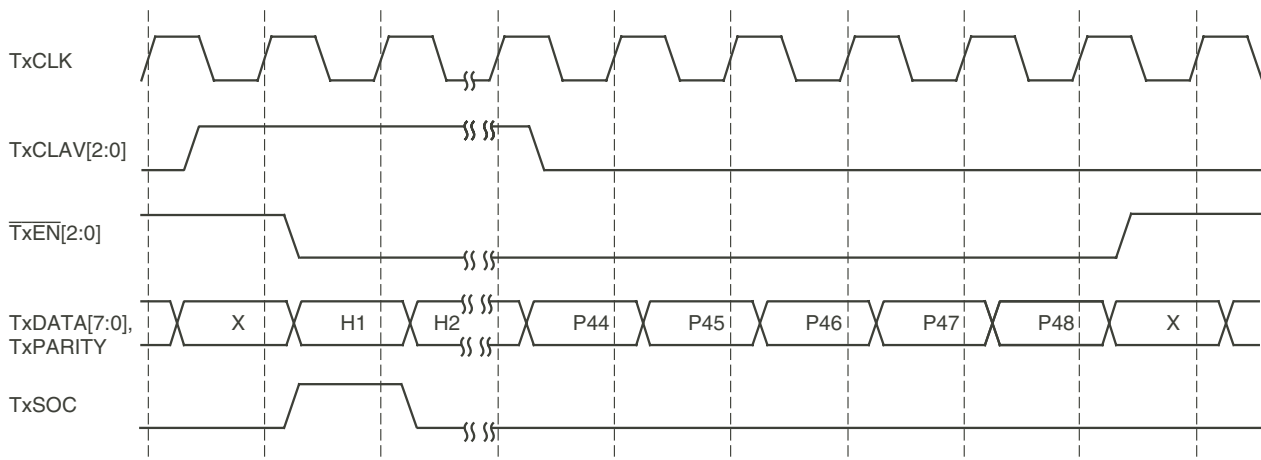 TxCLK
TxCLAV[2:0]
TxEN[2:0]
TxDATA[7:0], X H1 H2 P44 P45 P46 P47 P48 X
TxPARITY
TxSOC